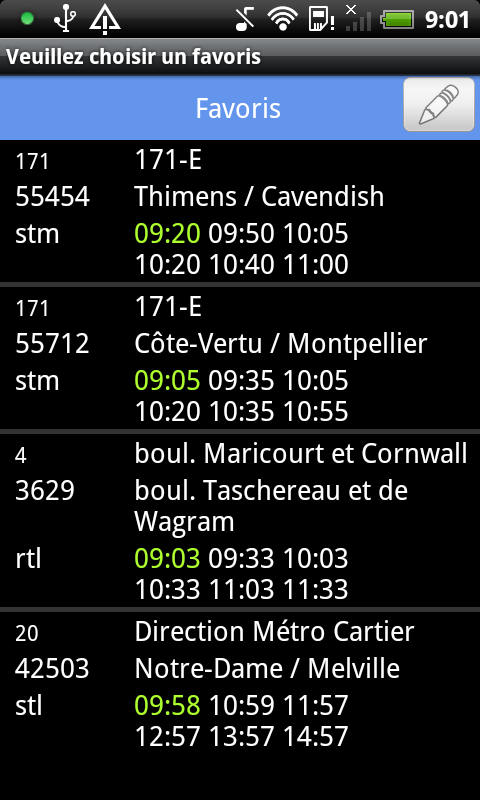 9:01
Veuillez choisir un favoris
Favoris
171 171-E
55454 Thimens / Cavendish
stm 09:20 09:50 10:05
10:20 10:40 11:00
171 171-E
55712 Côte-Vertu / Montpellier
stm 09:05 09:35 10:05
10:20 10:35 10:55
4 boul. Maricourt et Cornwall
3629 boul. Taschereau et de
Wagram
rtl 09:03 09:33 10:03
10:33 11:03 11:33
20 Direction Métro Cartier
42503 Notre-Dame / Melville
stl 09:58 10:59 11:57
12:57 13:57 14:57